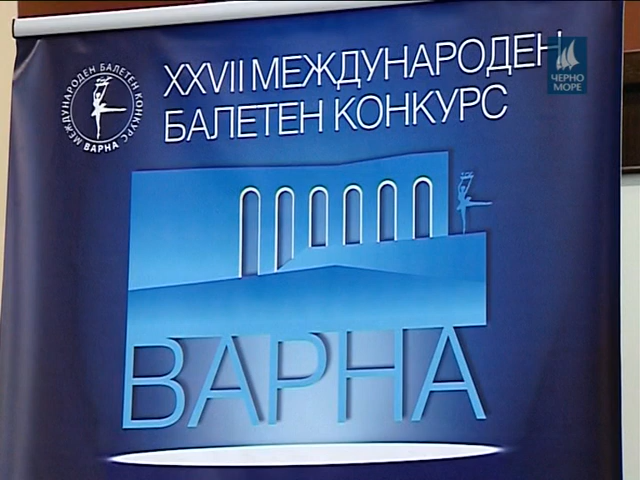 XXVII МЕЖДУНАРОДЕН
БАЛЕТЕН КОНКУРС
МЕЖДУНАРОДЕН БАЛЕТЕН КОНКУРС
ВАРНА
ЧЕРНО
МОРЕ
ВАРНА